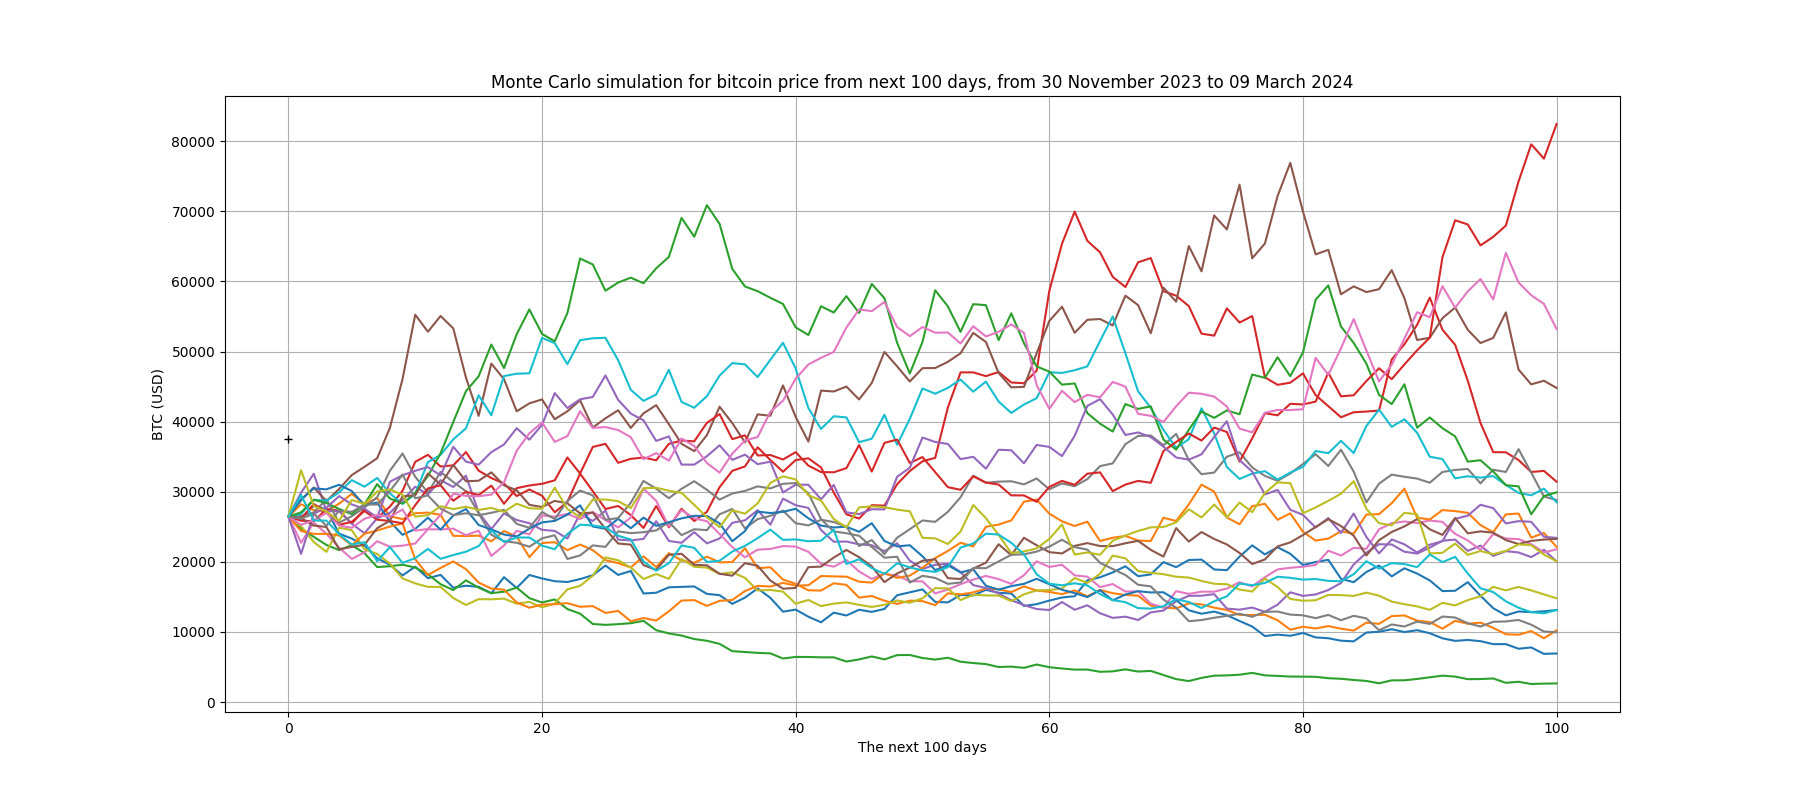 Monte Carlo simulation for bitcoin price from next 100 days, from 30 November 2023 to 09 March 2024
80000
70000
60000
50000
40000
30000
20000
10000
0
BTC (USD)
0 20 40 60 80 100
The next 100 days